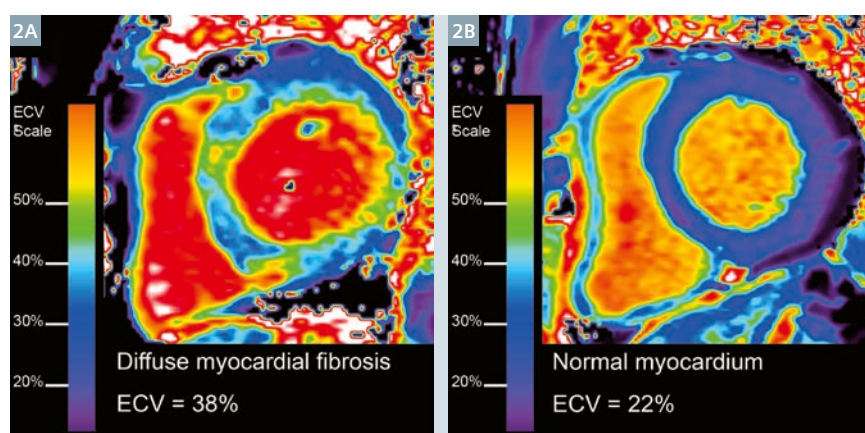 2A
ECV
Scale
50%
40%
30%
20%
Diffuse myocardial fibrosis
ECV = 38%
2B
ECV
Scale
50%
40%
30%
20%
Normal myocardium
ECV = 22%